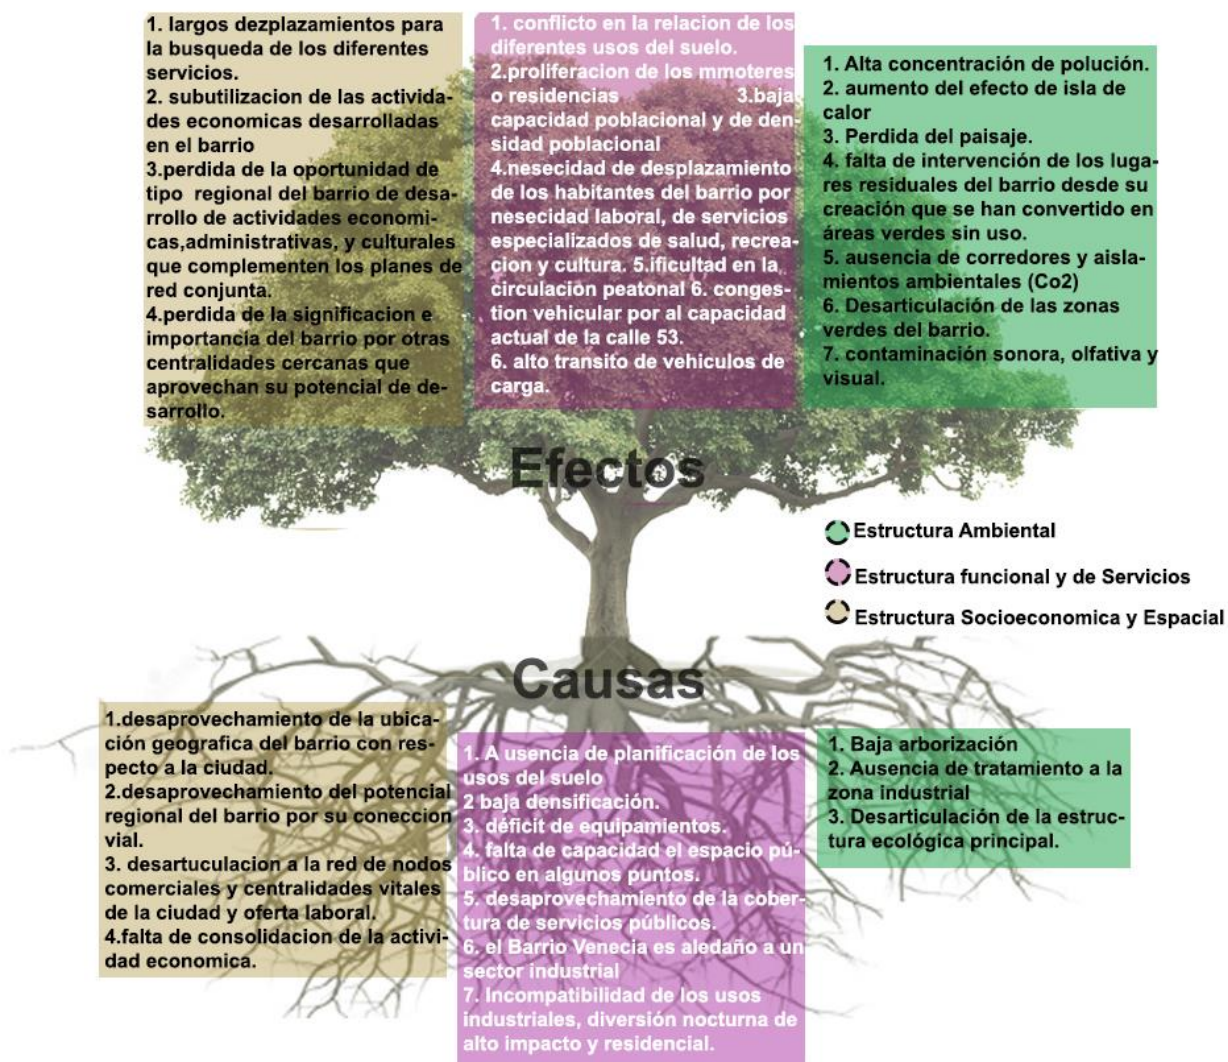 1. largos dezplazamientos para
la busqueda de los diferentes
servicios.
2. subutilizacion de las activida-
des economicas desarrolladas
en el barrio
3.perdida de la oportunidad de
tipo regional del barrio de desa-
rrollo de actividades economi-
cas,administrativas, y culturales
que complementen los planes de
red conjunta.
4.perdida de la significacion e
importancia del barrio por otras
centralidades cercanas que
aprovechan su potencial de de-
sarrollo.
1. conflicto en la relacion de los
diferentes usos del suelo.
2.proliferacion de los mmoteres
o residencias 3.baja
capacidad poblacional y de den-
sidad poblacional
4.nesecidad de desplazamiento
de los habitantes del barrio por
nesecidad laboral, de servicios
especializados de salud, recrea-
cion y cultura. 5.ificultad en la
circulacion peatonal 6. conges-
tion vehicular por al capacidad
actual de la calle 53.
6. alto transito de vehiculos de
carga.
1. Alta concentración de polución.
2. aumento del efecto de isla de
calor
3. Perdida del paisaje.
4. falta de intervención de los luga-
res residuales del barrio desde su
creación que se han convertido en
áreas verdes sin uso.
5. ausencia de corredores y aisla-
mientos ambientales (Co2)
6. Desarticulación de las zonas
verdes del barrio.
7. contaminación sonora, olfativa y
visual.
Efectos
Estructura Ambiental
Estructura funcional y de Servicios
Estructura Socioeconomica y Espacial
Causas
1.desaprovechamiento de la ubica-
ción geografica del barrio con res-
pecto a la ciudad.
2.desaprovechamiento del potencial
regional del barrio por su coneccion
vial.
3. desartuculacion a la red de nodos
comerciales y centralidades vitales
de la ciudad y oferta laboral.
4.falta de consolidacion de la activi-
dad economica.
1. A usencia de planificación de los
usos del suelo
2 baja densificación.
3. déficit de equipamientos.
4. falta de capacidad el espacio pú-
blico en algunos puntos.
5. desaprovechamiento de la cober-
tura de servicios públicos.
6. el Barrio Venecia es aledaño a un
sector industrial
7. Incompatibilidad de los usos
industriales, diversión nocturna de
alto impacto y residencial.
1. Baja arborización
2. Ausencia de tratamiento a la
zona industrial
3. Desarticulación de la estruc-
tura ecológica principal.